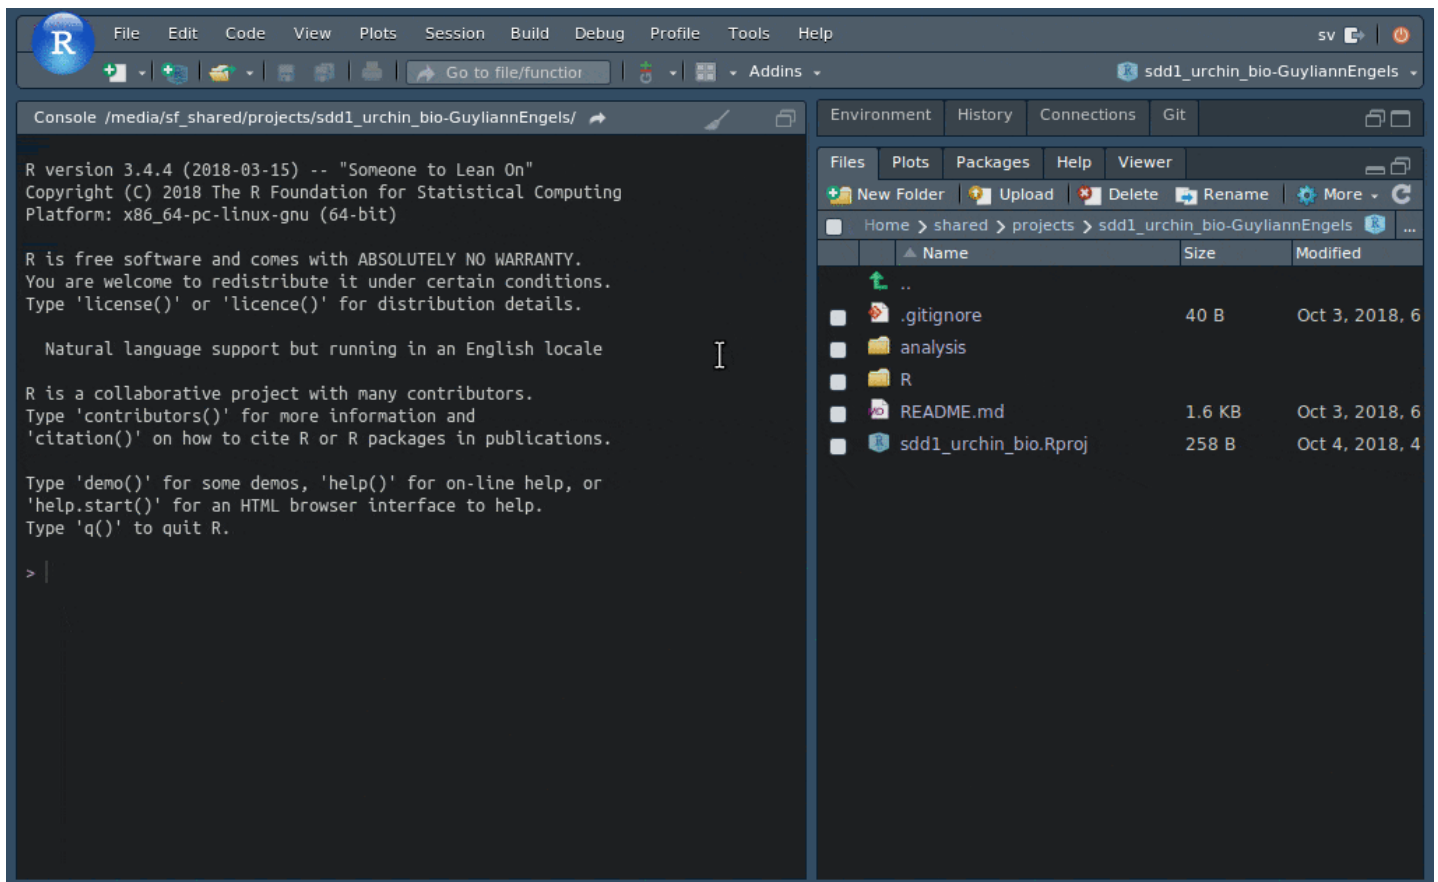 R File Edit Code View Plots Session Build Debug Profile Tools Help sv
Go to file/function Addins sdd1_urchin_bio-GuyliannEngels
Console /media/sf_shared/projects/sdd1_urchin_bio-GuyliannEngels/
R version 3.4.4 (2018-03-15) -- "Someone to Lean On"
Copyright (C) 2018 The R Foundation for Statistical Computing
Platform: x86_64-pc-linux-gnu (64-bit)
R is free software and comes with ABSOLUTELY NO WARRANTY.
You are welcome to redistribute it under certain conditions.
Type 'license()' or 'licence()' for distribution details.
Natural language support but running in an English locale
R is a collaborative project with many contributors.
Type 'contributors()' for more information and
'citation()' on how to cite R or R packages in publications.
Type 'demo()' for some demos, 'help()' for on-line help, or
'help.start()' for an HTML browser interface to help.
Type 'q()' to quit R.
>
Environment History Connections Git
Files Plots Packages Help Viewer
New Folder Upload Delete Rename More
Home shared projects sdd1_urchin_bio-GuyliannEngels ...
Name Size Modified
..
.gitignore 40 B Oct 3, 2018, 6
analysis
R
README.md 1.6 KB Oct 3, 2018, 6
sdd1_urchin_bio.Rproj 258 B Oct 4, 2018, 4